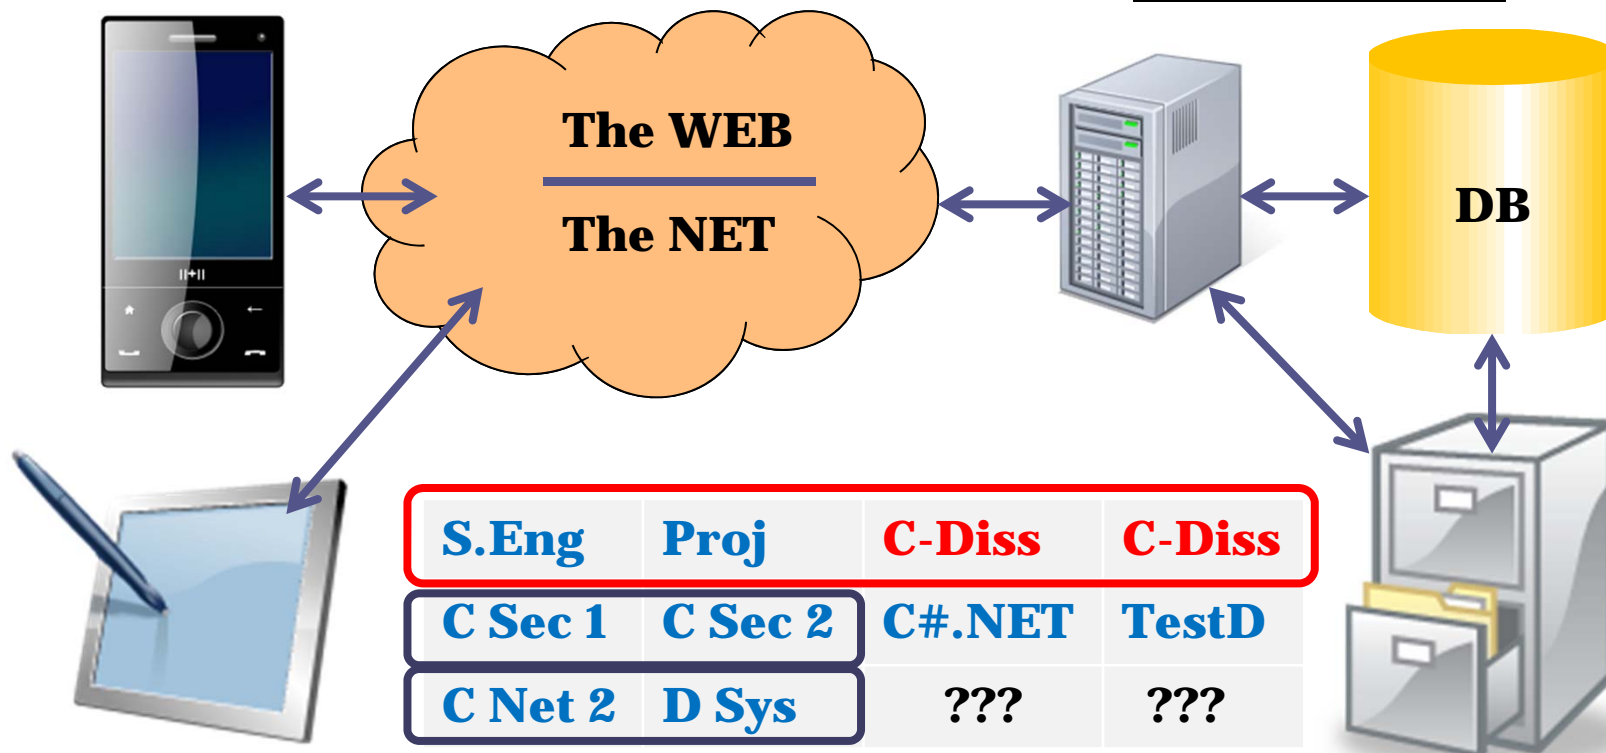 The WEB
The NET
DB
S.Eng Proj C-Diss C-Diss
C Sec 1 C Sec 2 C#.NET TestD
C Net 2 D Sys ??? ???